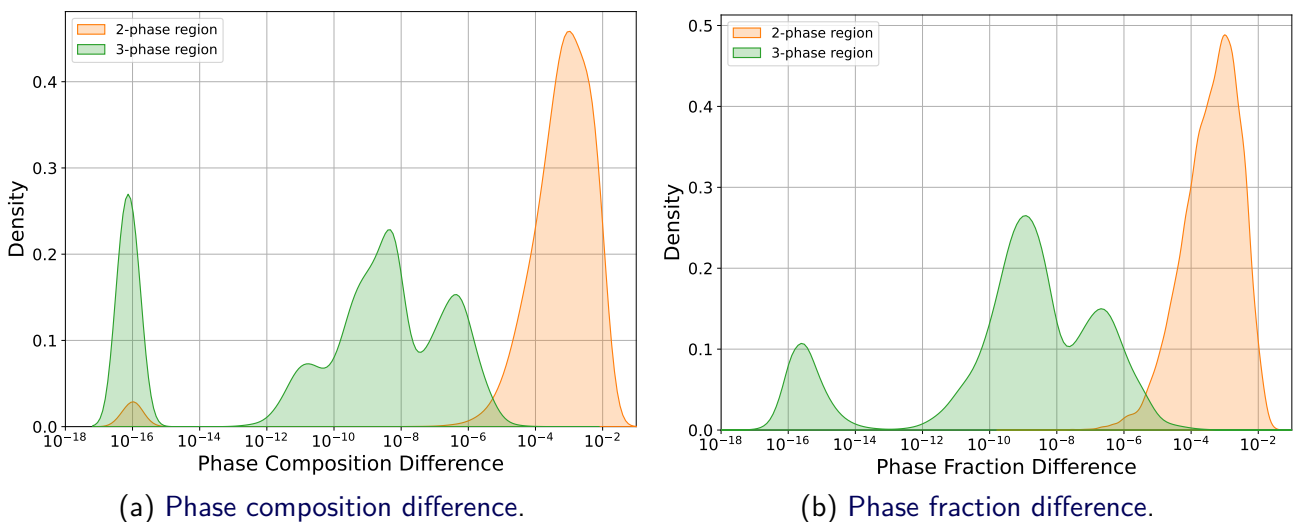 2-phase region
3-phase region
0.4
0.3
0.2
0.1
0.0
Density
10⁻¹⁸ 10⁻¹⁶ 10⁻¹⁴ 10⁻¹² 10⁻¹⁰ 10⁻⁸ 10⁻⁶ 10⁻⁴ 10⁻²
Phase Composition Difference
(a) Phase composition difference.
2-phase region
3-phase region
0.5
0.4
0.3
0.2
0.1
0.0
Density
10⁻¹⁸ 10⁻¹⁶ 10⁻¹⁴ 10⁻¹² 10⁻¹⁰ 10⁻⁸ 10⁻⁶ 10⁻⁴ 10⁻²
Phase Fraction Difference
(b) Phase fraction difference.